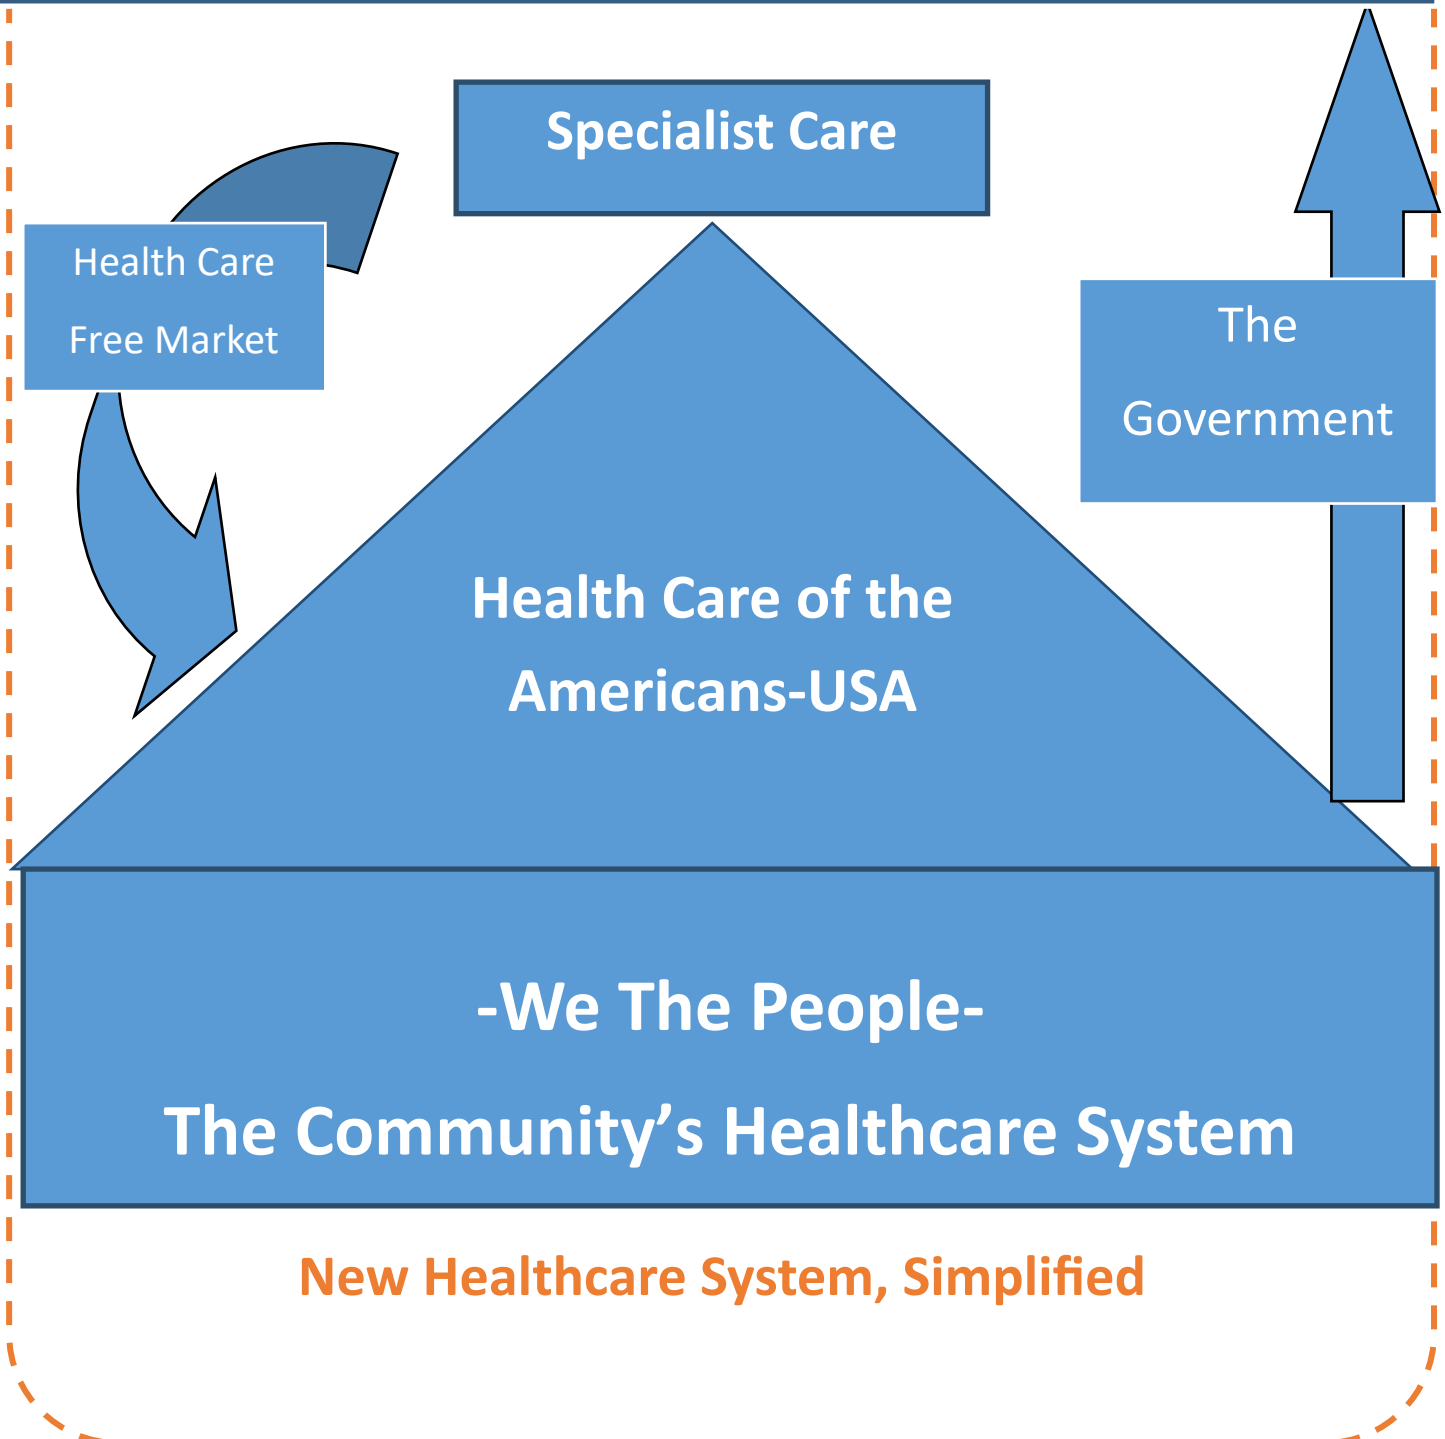 Specialist Care
Health Care
Free Market
The
Government
Health Care of the
Americans-USA
-We The People-
The Community’s Healthcare System
New Healthcare System, Simplified